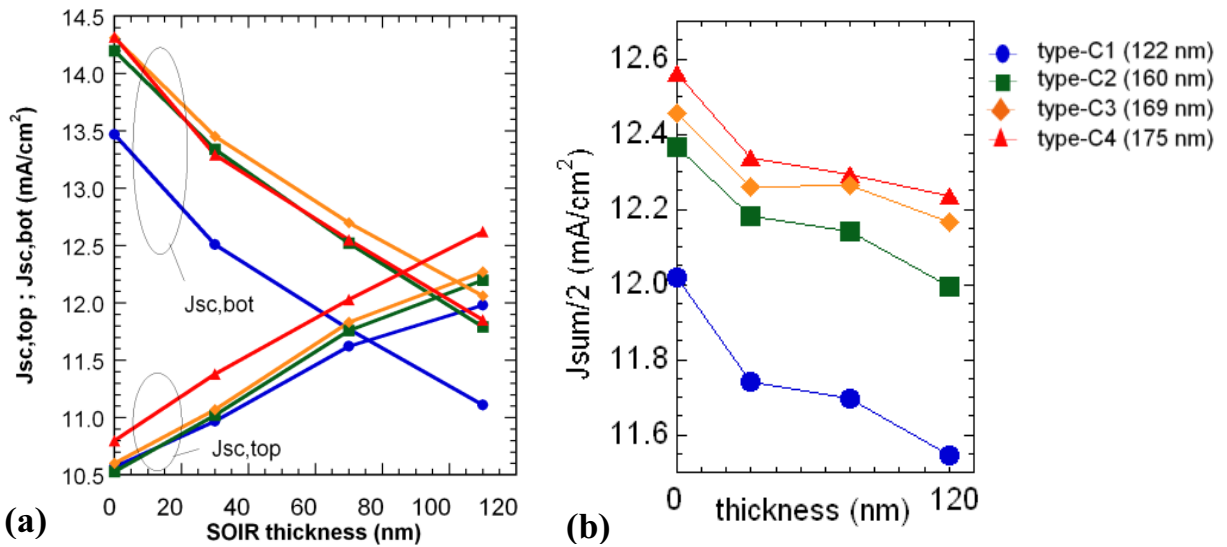 14.5
14.0
13.5
13.0
12.5
12.0
11.5
11.0
10.5
Jsc,top ; Jsc,bot (mA/cm²)
Jsc,bot
Jsc,top
0 20 40 60 80 100 120
SOIR thickness (nm)
(a)
12.6
12.4
12.2
12.0
11.8
11.6
Jsum/2 (mA/cm²)
0 120
thickness (nm)
(b)
type-C1 (122 nm)
type-C2 (160 nm)
type-C3 (169 nm)
type-C4 (175 nm)